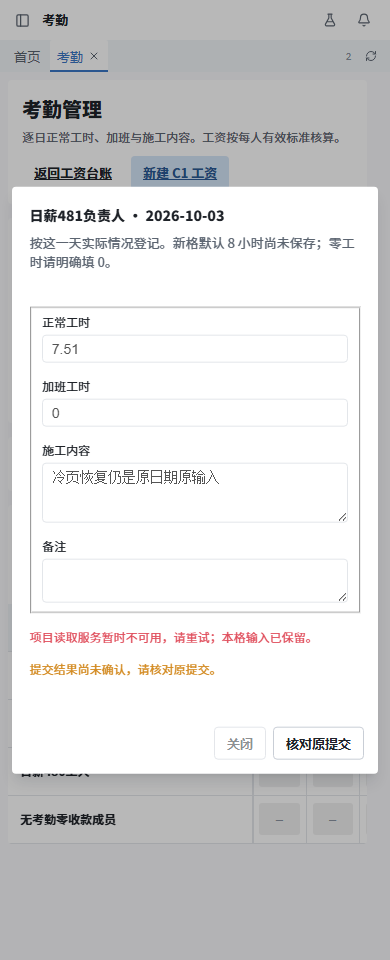 考勤
首页
考勤
2
考勤管理
逐日正常工时、加班与施工内容。工资按每人有效标准核算。
返回工资台账
新建 C1 工资
日薪481负责人 · 2026-10-03
按这一天实际情况登记。新格默认 8 小时尚未保存；零工
时请明确填 0。
正常工时
7.51
加班工时
0
施工内容
冷页恢复仍是原日期原输入
备注
项目读取服务暂时不可用，请重试；本格输入已保留。
提交结果尚未确认，请核对原提交。
关闭
核对原提交
无考勤零收款成员
—
—